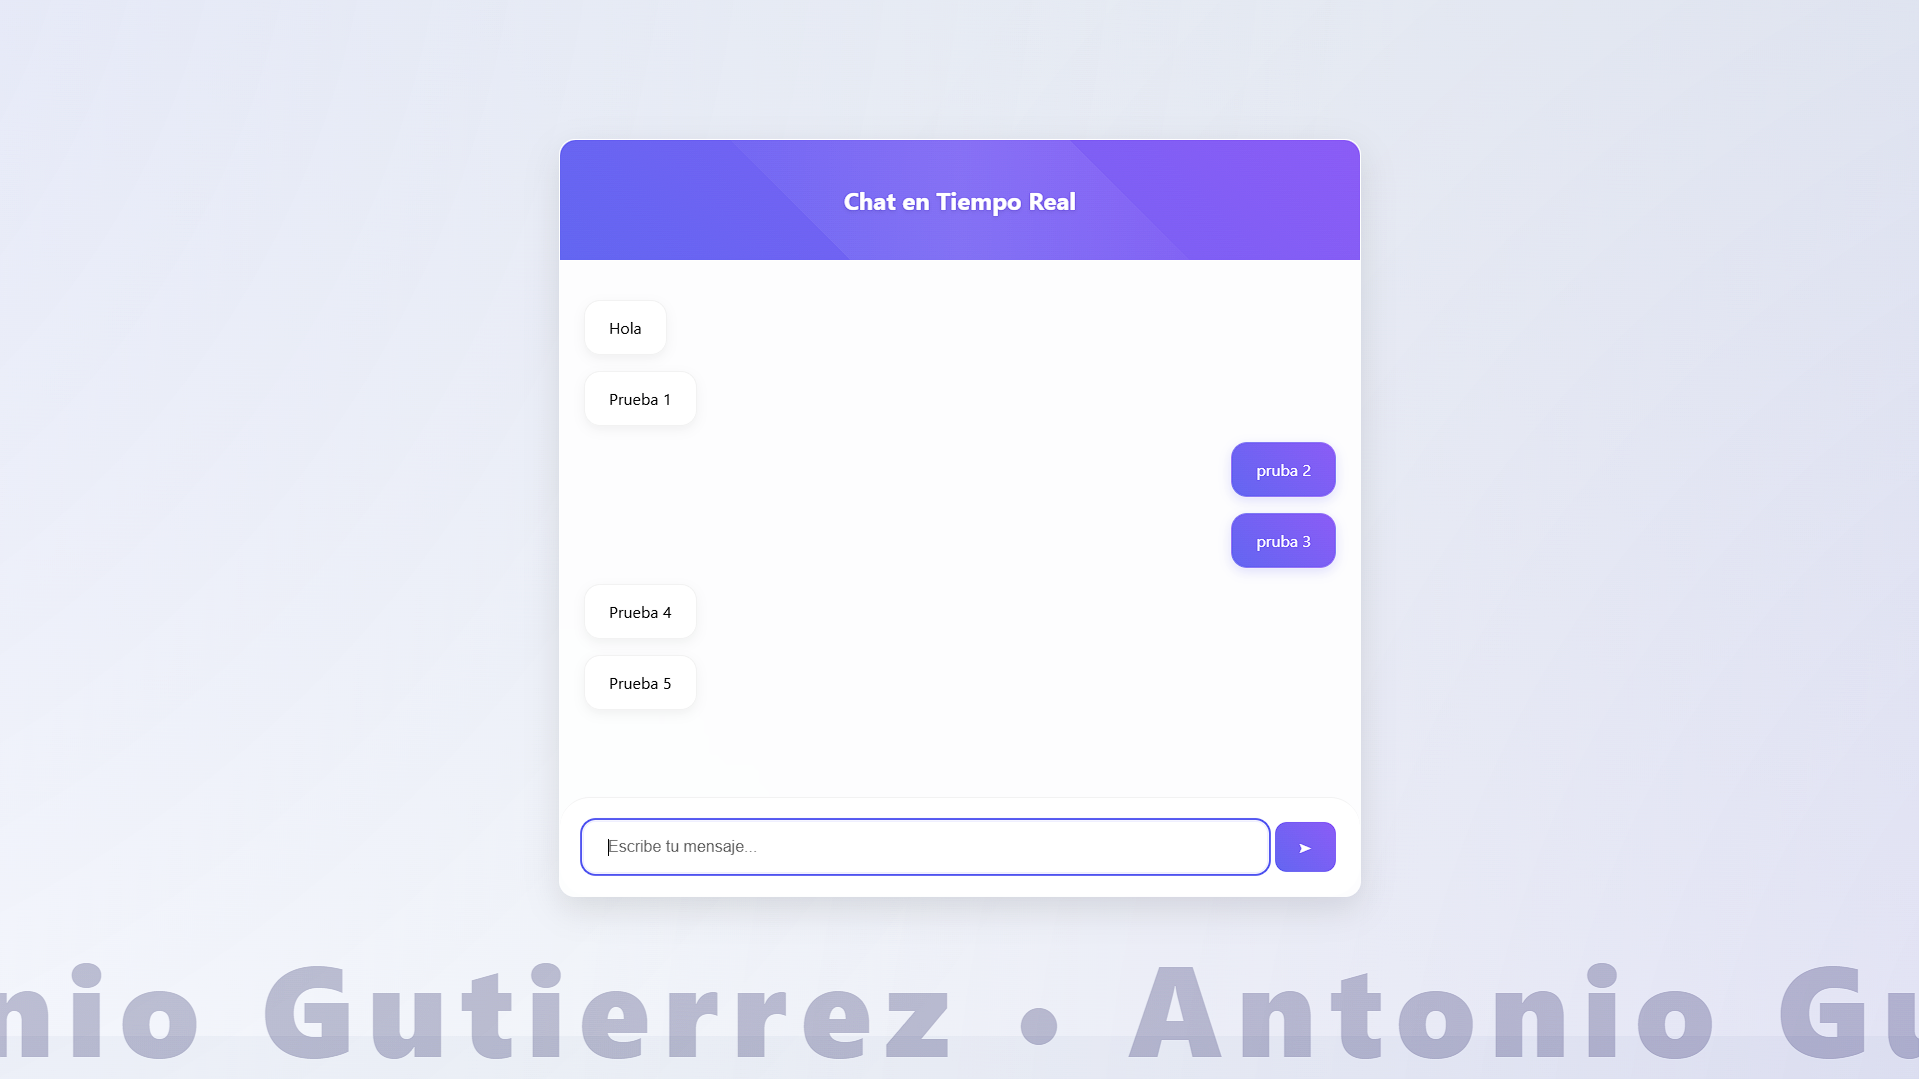 Chat en Tiempo Real
Hola
Prueba 1
pruba 2
pruba 3
Prueba 4
Prueba 5
Escribe tu mensaje...
➤
nio Gutierrez • Antonio Gu